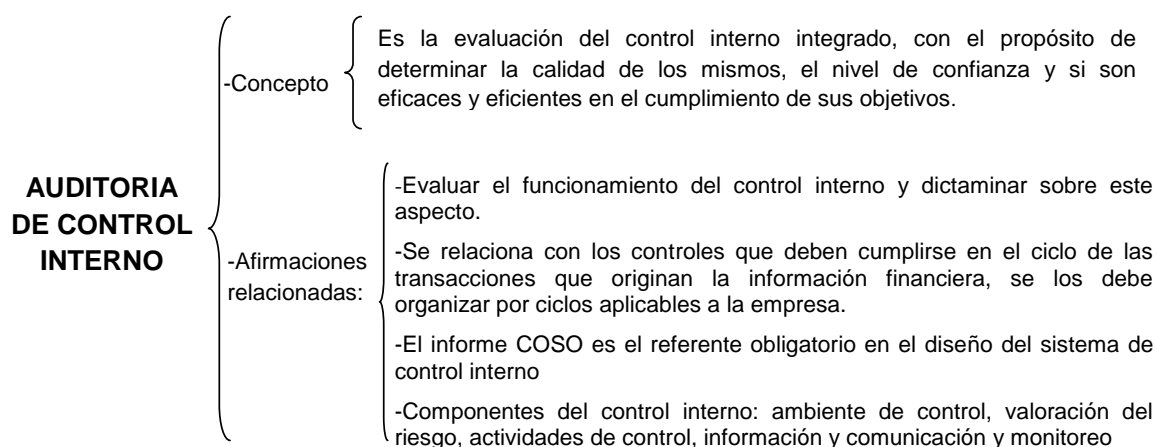 AUDITORIA
DE CONTROL
INTERNO
-Concepto
Es la evaluación del control interno integrado, con el propósito de
determinar la calidad de los mismos, el nivel de confianza y si son
eficaces y eficientes en el cumplimiento de sus objetivos.
-Afirmaciones
relacionadas:
-Evaluar el funcionamiento del control interno y dictaminar sobre este
aspecto.
-Se relaciona con los controles que deben cumplirse en el ciclo de las
transacciones que originan la información financiera, se los debe
organizar por ciclos aplicables a la empresa.
-El informe COSO es el referente obligatorio en el diseño del sistema de
control interno
-Componentes del control interno: ambiente de control, valoración del
riesgo, actividades de control, información y comunicación y monitoreo